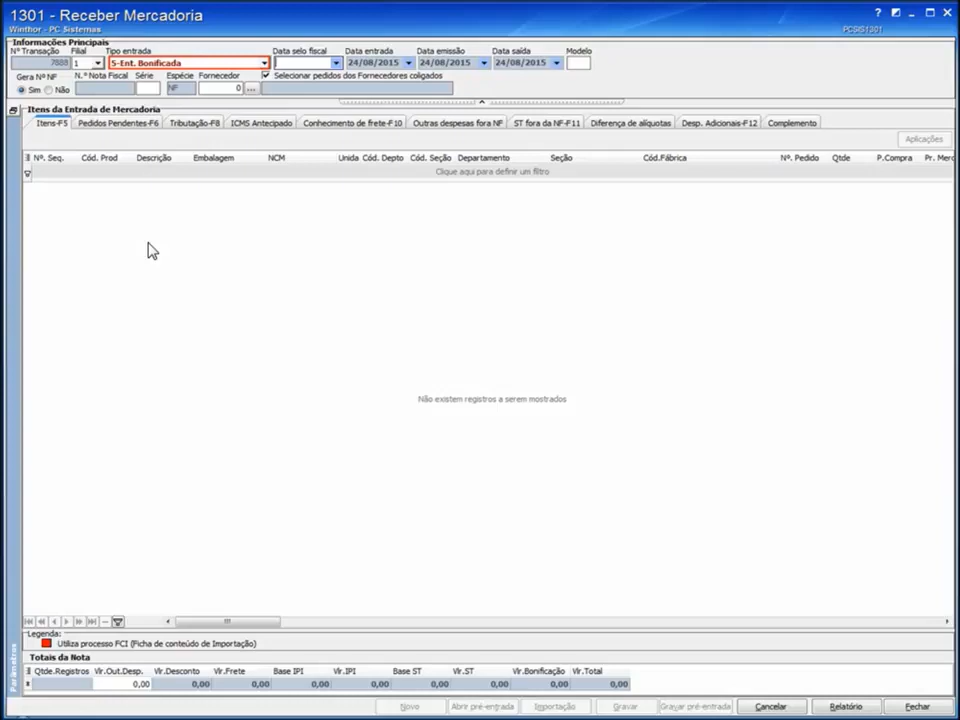 1301 - Receber Mercadoria
Winthor - PC Sistemas
PCSIS1301
Informações Principais
Nº Transação Filial Tipo entrada Data selo fiscal Data entrada Data emissão Data saída Modelo
7888 1 5-Ent. Bonificada 24/08/2015 24/08/2015 24/08/2015
Gera Nº NF N.º Nota Fiscal Série Espécie Fornecedor Selecionar pedidos dos Fornecedores coligados
Sim Não NF 0 ...
Itens da Entrada de Mercadoria
Itens-F5 Pedidos Pendentes-F6 Tributação-F8 ICMS Antecipado Conhecimento de frete-F10 Outras despesas fora NF ST fora da NF-F11 Diferença de alíquotas Desp. Adicionais-F12 Complemento
Aplicações
Nº. Seq. Cód. Prod Descrição Embalagem NCM Unida Cód. Depto Cód. Seção Departamento Seção Cód.Fábrica Nº. Pedido Qtde P.Compra Pr. Merc
Clique aqui para definir um filtro
Não existem registros a serem mostrados
Legenda:
Utiliza processo FCI (Ficha de conteúdo de Importação)
Totais da Nota
Qtde.Registros Vlr.Out.Desp. Vlr.Desconto Vlr.Frete Base IPI Vlr.IPI Base ST Vlr.ST Vlr.Bonificação Vlr.Total
0,00 0,00 0,00 0,00 0,00 0,00 0,00 0,00 0,00
Parâmetros
Novo Abrir pré-entrada Importação Gravar Gravar pré-entrada Cancelar Relatório Fechar